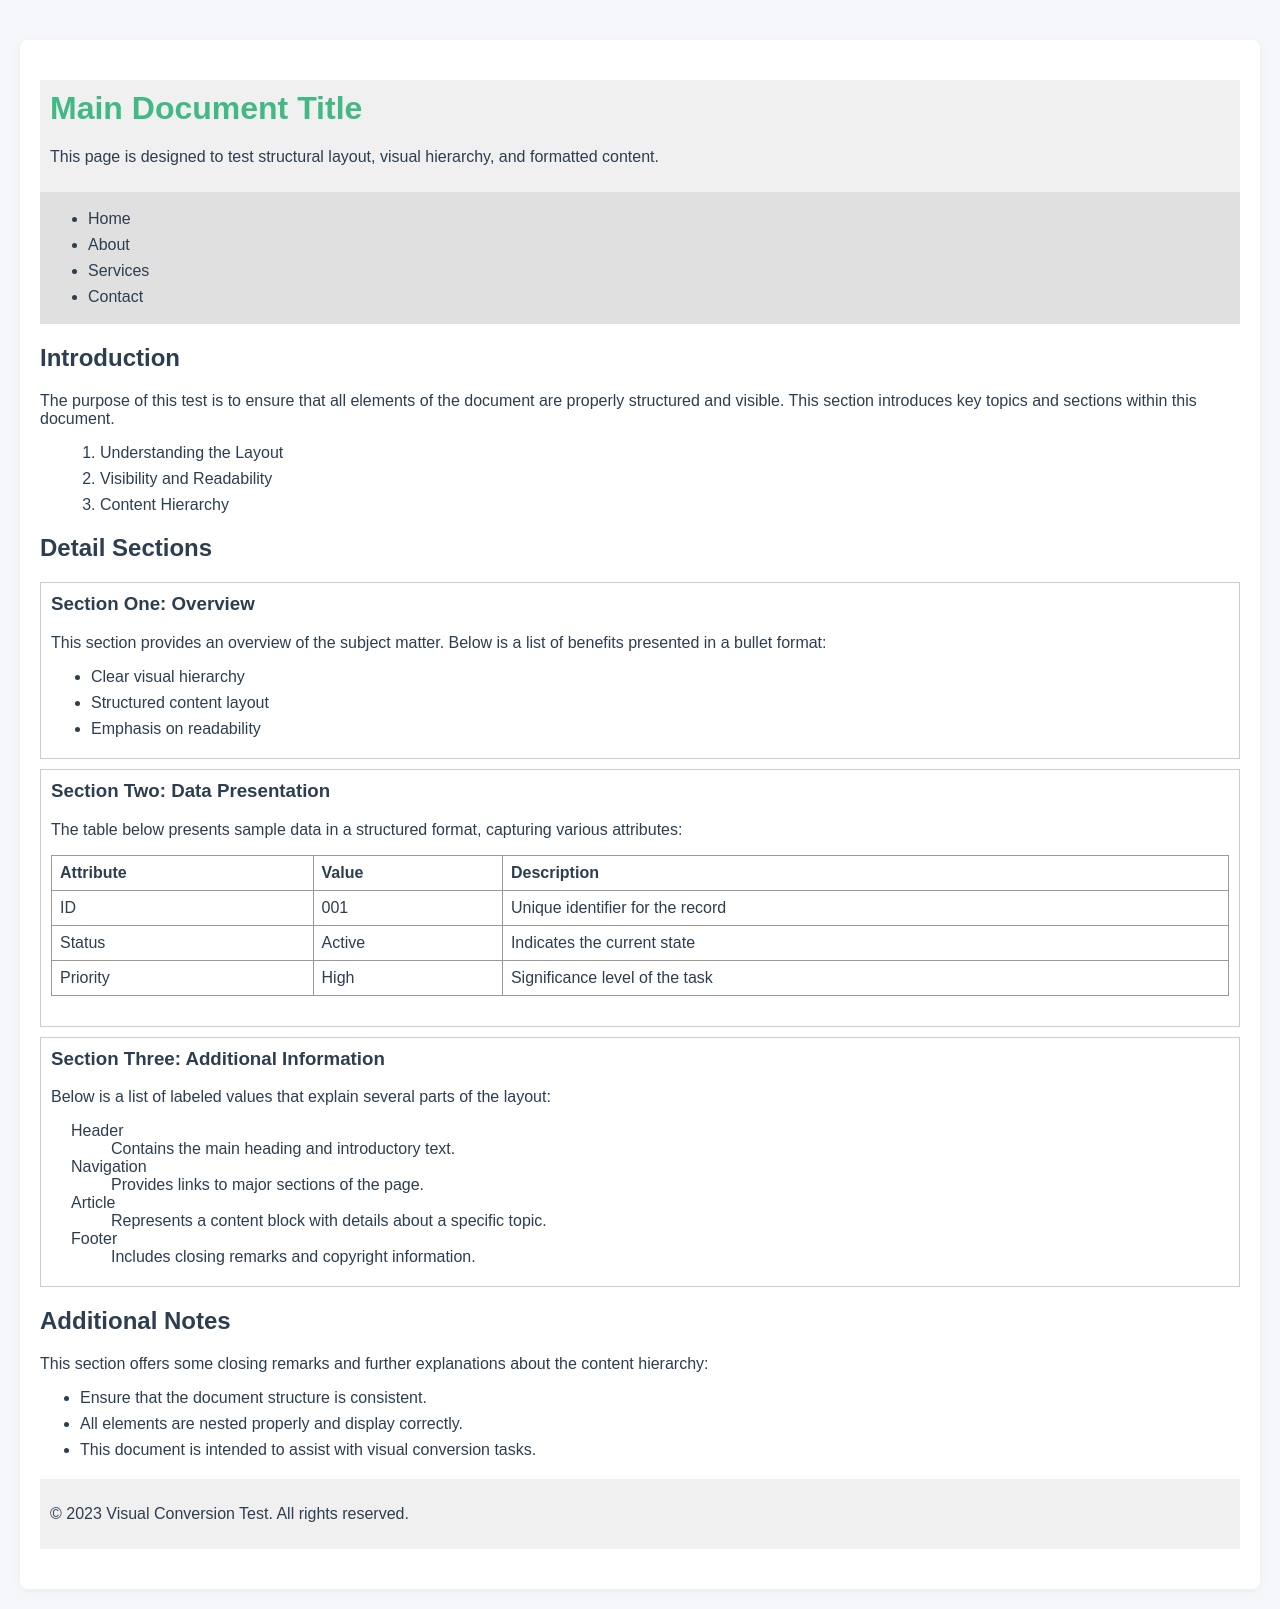 Main Document Title
This page is designed to test structural layout, visual hierarchy, and formatted content.
• Home
• About
• Services
• Contact
Introduction
The purpose of this test is to ensure that all elements of the document are properly structured and visible. This section introduces key topics and sections within this
document.
1. Understanding the Layout
2. Visibility and Readability
3. Content Hierarchy
Detail Sections
Section One: Overview
This section provides an overview of the subject matter. Below is a list of benefits presented in a bullet format:
• Clear visual hierarchy
• Structured content layout
• Emphasis on readability
Section Two: Data Presentation
The table below presents sample data in a structured format, capturing various attributes:
Attribute Value Description
ID 001 Unique identifier for the record
Status Active Indicates the current state
Priority High Significance level of the task
Section Three: Additional Information
Below is a list of labeled values that explain several parts of the layout:
Header
Contains the main heading and introductory text.
Navigation
Provides links to major sections of the page.
Article
Represents a content block with details about a specific topic.
Footer
Includes closing remarks and copyright information.
Additional Notes
This section offers some closing remarks and further explanations about the content hierarchy:
• Ensure that the document structure is consistent.
• All elements are nested properly and display correctly.
• This document is intended to assist with visual conversion tasks.
© 2023 Visual Conversion Test. All rights reserved.